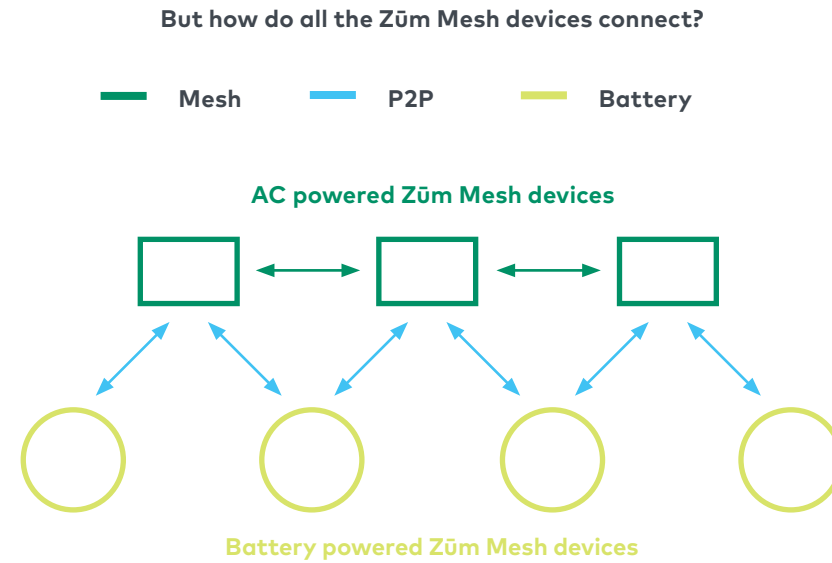 But how do all the Zūm Mesh devices connect?
Mesh P2P Battery
AC powered Zūm Mesh devices
Battery powered Zūm Mesh devices